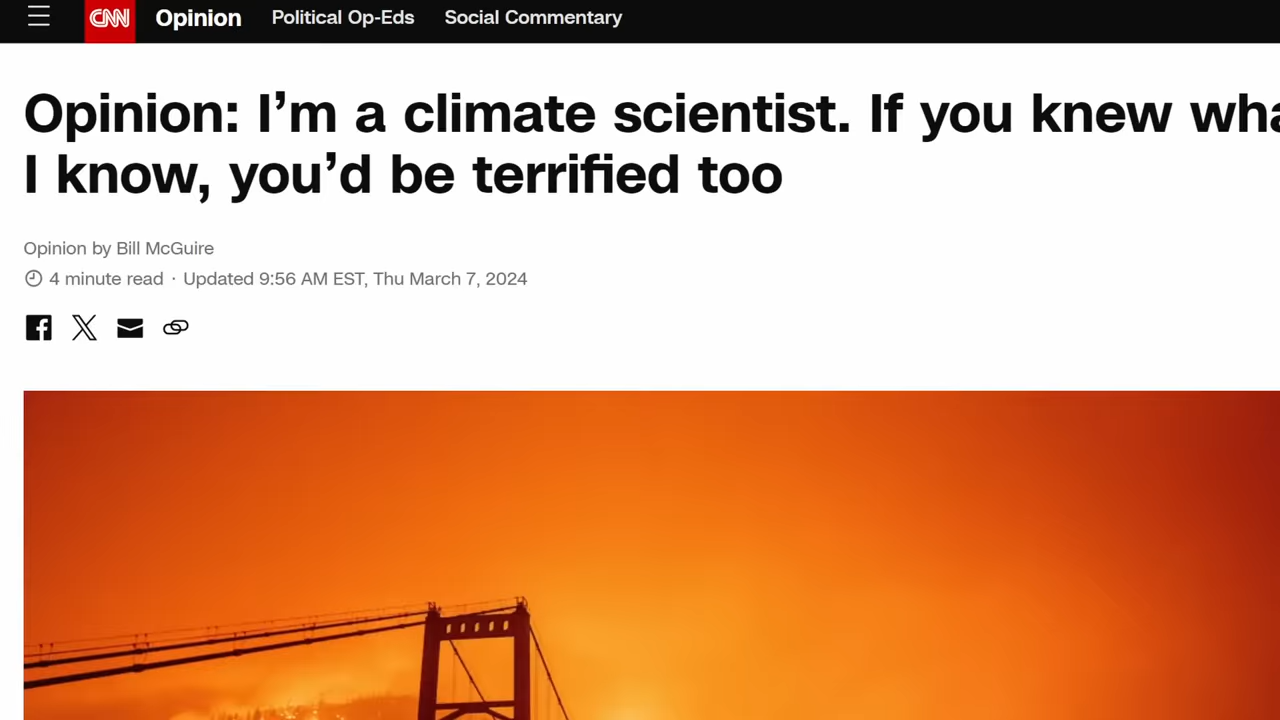 CNN Opinion Political Op-Eds Social Commentary
Opinion: I’m a climate scientist. If you knew wha
I know, you’d be terrified too
Opinion by Bill McGuire
4 minute read · Updated 9:56 AM EST, Thu March 7, 2024